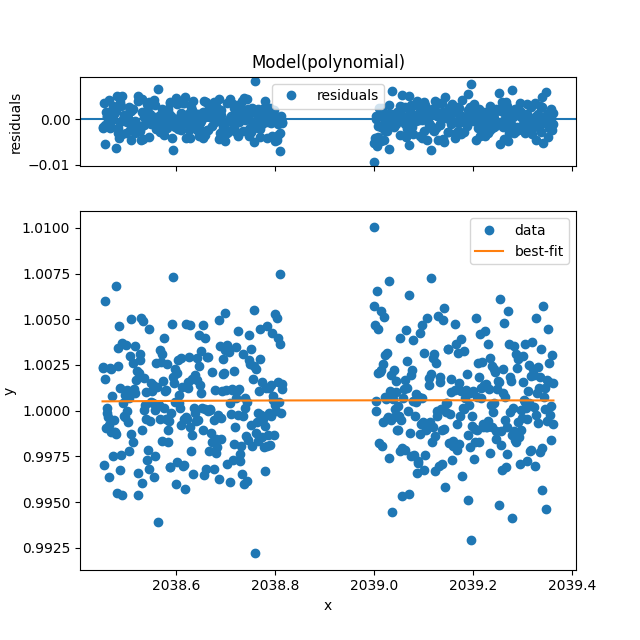 Model(polynomial)
residuals
0.00
−0.01
residuals
1.0100
1.0075
1.0050
1.0025
1.0000
0.9975
0.9950
0.9925
y
data
best-fit
2038.6
2038.8
2039.0
2039.2
2039.4
x